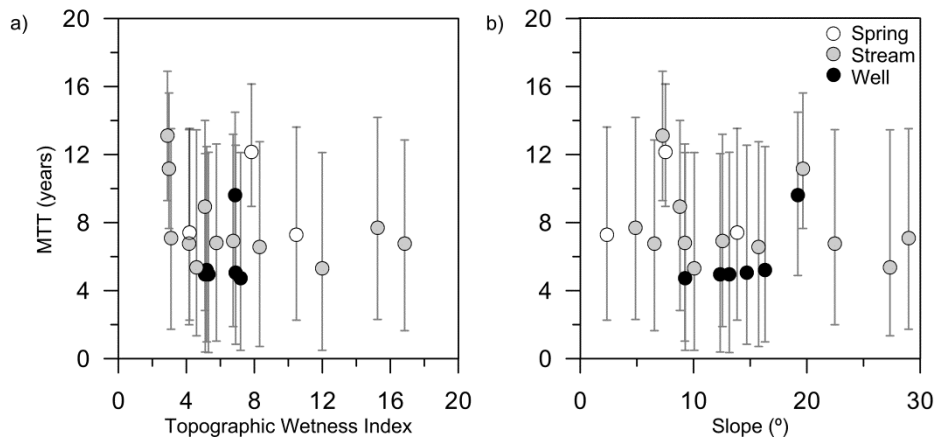 a)
20
16
12
8
4
0
MTT (years)
0 4 8 12 16 20
Topographic Wetness Index
b)
20
16
12
8
4
0
Spring
Stream
Well
0 10 20 30
Slope (º)